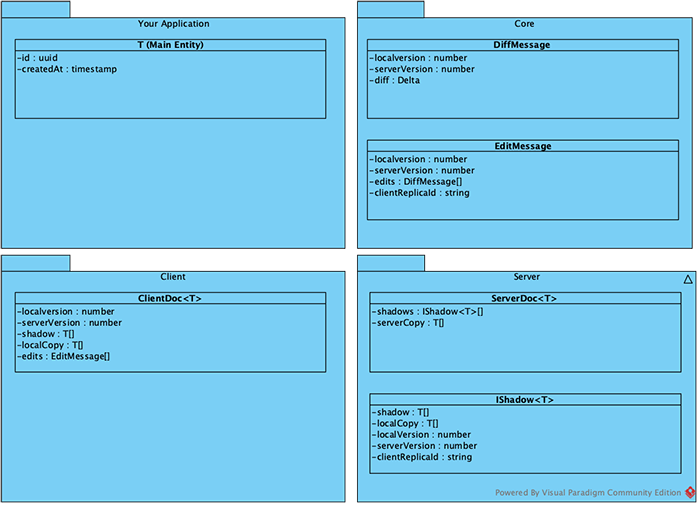 Your Application
T (Main Entity)
-id : uuid
-createdAt : timestamp
Core
DiffMessage
-localversion : number
-serverVersion : number
-diff : Delta
EditMessage
-localversion : number
-serverVersion : number
-edits : DiffMessage[]
-clientReplicaId : string
Client
ClientDoc<T>
-localversion : number
-serverVersion : number
-shadow : T[]
-localCopy : T[]
-edits : EditMessage[]
Server
ServerDoc<T>
-shadows : IShadow<T>[]
-serverCopy : T[]
IShadow<T>
-shadow : T[]
-localCopy : T[]
-localVersion : number
-serverVersion : number
-clientReplicaId : string
Powered By Visual Paradigm Community Edition